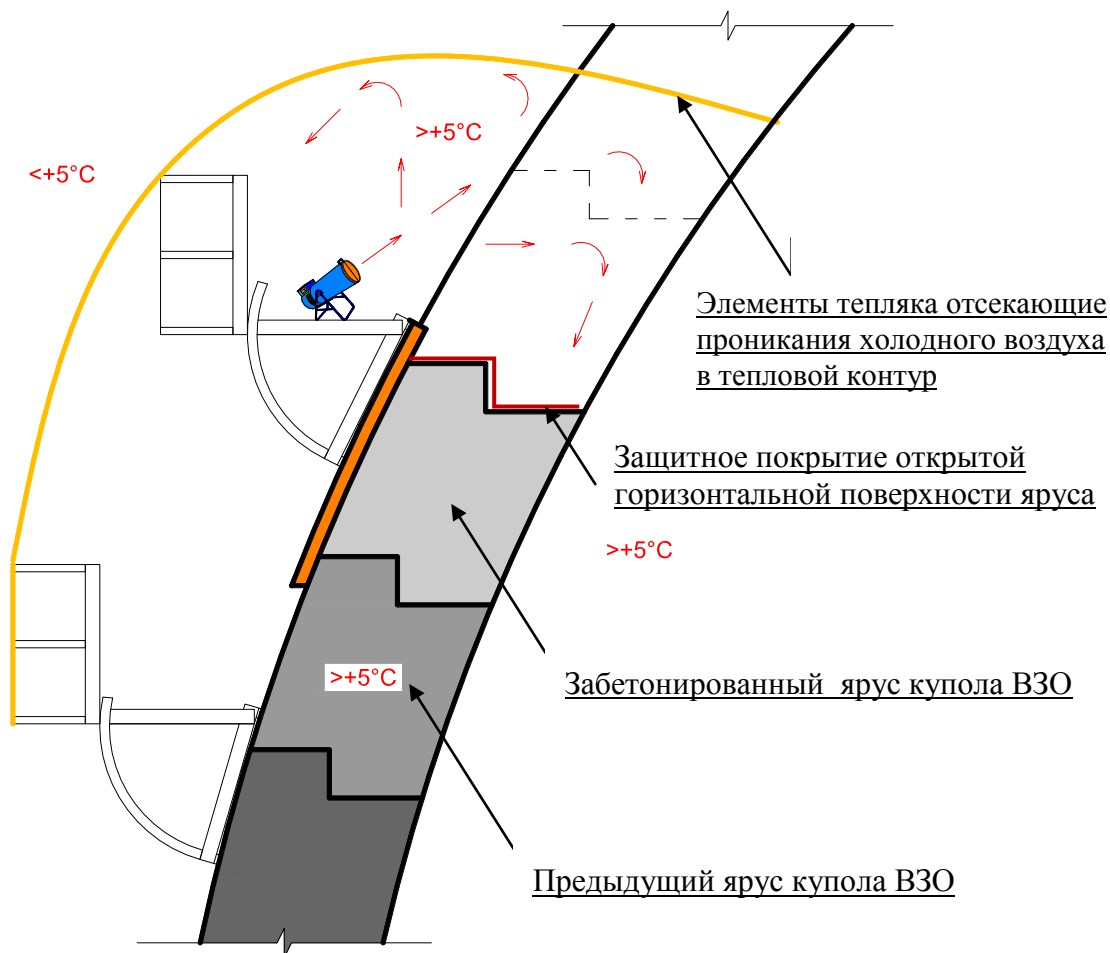 >+5°C
<+5°C
Элементы тепляка отсекающие
проникания холодного воздуха
в тепловой контур
Защитное покрытие открытой
горизонтальной поверхности яруса
>+5°C
Забетонированный ярус купола ВЗО
>+5°C
Предыдущий ярус купола ВЗО